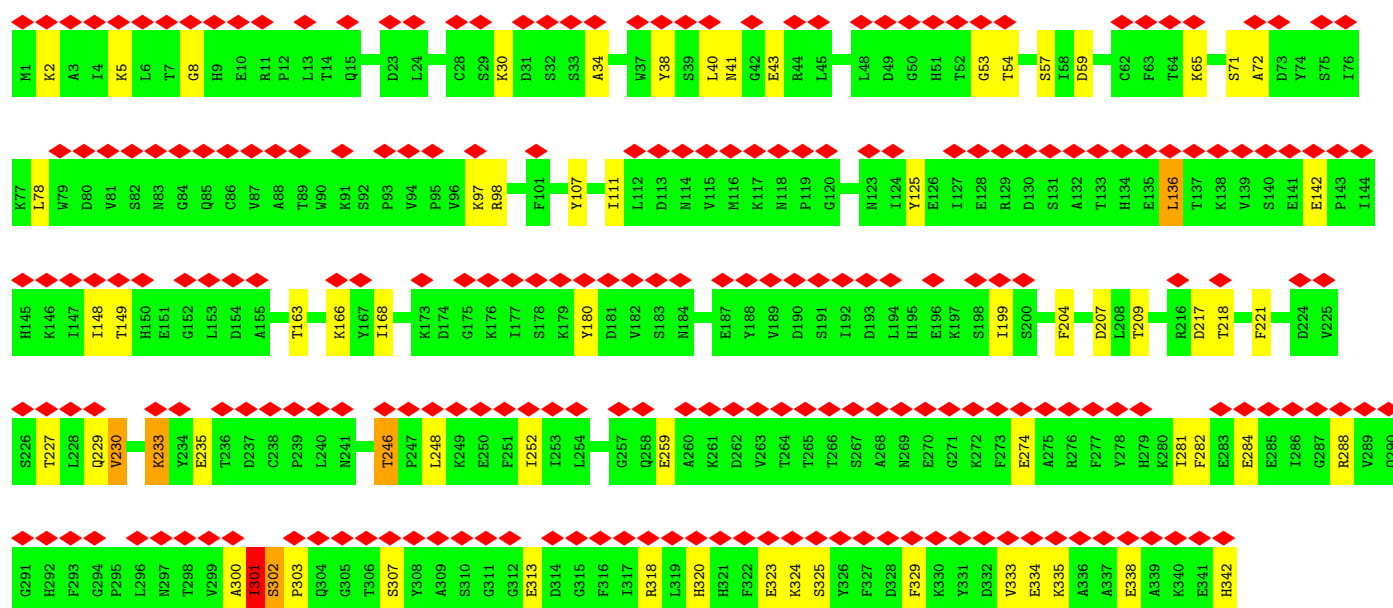 M1 K2 A3 I4 K5 L6 T7 G8 H9 E10 R11 P12 L13 T14 Q15 D23 L24 C28 S29 K30 D31 S32 S33 A34 W37 Y38 S39 L40 N41 G42 E43 R44 L45 L48 D49 G50 H51 T52 G53 T54 S57 I58 D59 C62 F63 T64 K65 S71 A72 D73 Y74 S75 I76
K77 L78 W79 D80 V81 S82 N83 G84 Q85 C86 V87 A88 T89 W90 K91 S92 P93 V94 P95 V96 K97 R98 F101 Y107 I111 L112 D113 N114 V115 M116 K117 N118 P119 G120 N123 I124 Y125 E126 I127 E128 R129 D130 S131 A132 T133 H134 E135 L136 T137 K138 V139 S140 E141 E142 P143 I144
H145 K146 I147 I148 T149 H150 E151 G152 L153 D154 A155 T163 K166 Y167 I168 K173 D174 G175 K176 I177 S178 K179 Y180 D181 V182 S183 N184 E187 Y188 V189 D190 S191 I192 D193 L194 H195 E196 K197 S198 I199 S200 F204 D207 L208 T209 R216 D217 T218 F221 D224 V225
S226 T227 L228 Q229 V230 K233 Y234 E235 T236 D237 C238 P239 L240 N241 T246 P247 L248 K249 E250 F251 I252 I253 L254 G257 Q258 E259 A260 K261 D262 V263 T264 T265 T266 S267 A268 N269 E270 G271 K272 F273 E274 A275 R276 F277 Y278 H279 K280 I281 F282 E283 E284 E285 I286 G287 R288 V289 Q290
G291 H292 F293 G294 P295 L296 N297 T298 V299 A300 I301 S302 P303 Q304 G305 T306 S307 Y308 A309 S310 G311 G312 E313 D314 G315 F316 I317 R318 L319 H320 H321 F322 E323 K324 S325 Y326 F327 D328 F329 K330 Y331 D332 V333 E334 K335 A336 A337 E338 A339 K340 E341 H342